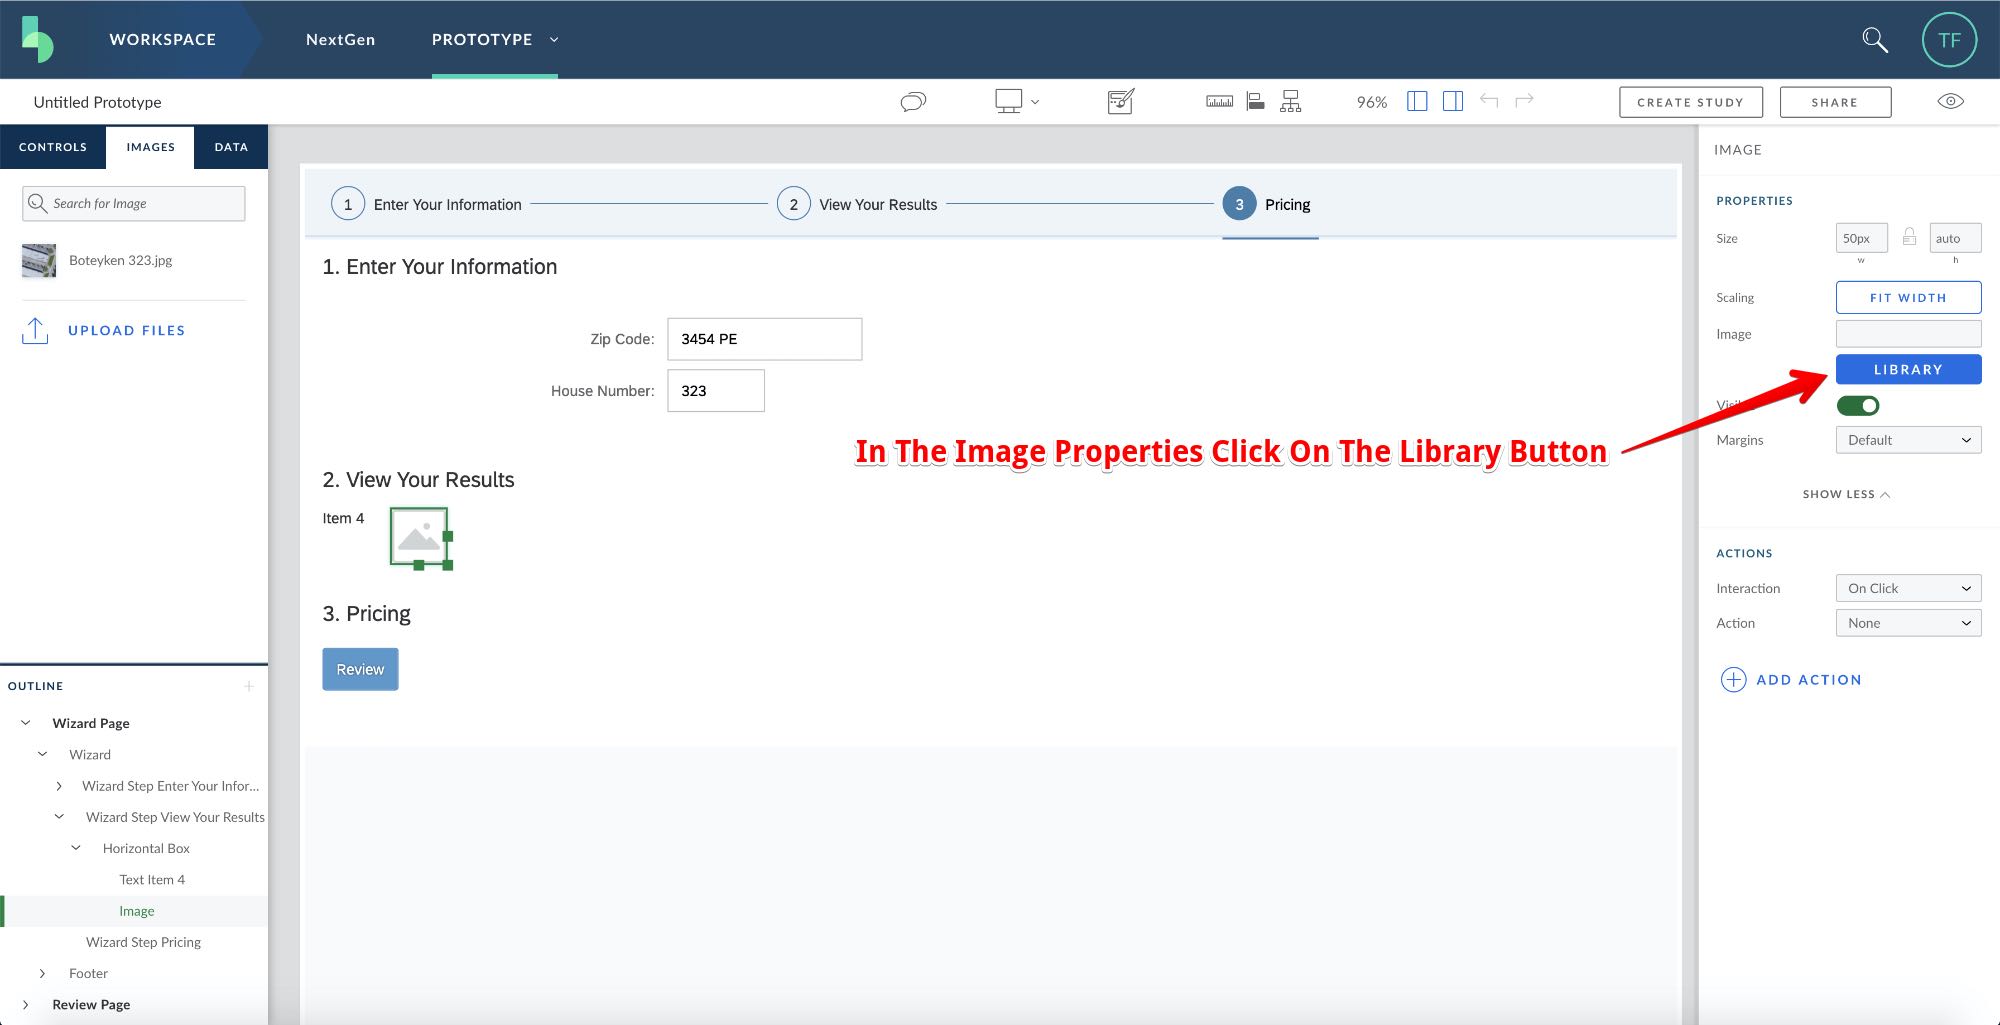 WORKSPACE NextGen PROTOTYPE TF
Untitled Prototype 96% CREATE STUDY SHARE
CONTROLS IMAGES DATA
Search for Image
Boteyken 323.jpg
UPLOAD FILES
OUTLINE
Wizard Page
Wizard
Wizard Step Enter Your Infor...
Wizard Step View Your Results
Horizontal Box
Text Item 4
Image
Wizard Step Pricing
Footer
Review Page
1 Enter Your Information 2 View Your Results 3 Pricing
1. Enter Your Information
Zip Code: 3454 PE
House Number: 323
In The Image Properties Click On The Library Button
2. View Your Results
Item 4
3. Pricing
Review
IMAGE
PROPERTIES
Size 50px auto
w h
Scaling FIT WIDTH
Image
LIBRARY
Margins Default
SHOW LESS
ACTIONS
Interaction On Click
Action None
ADD ACTION